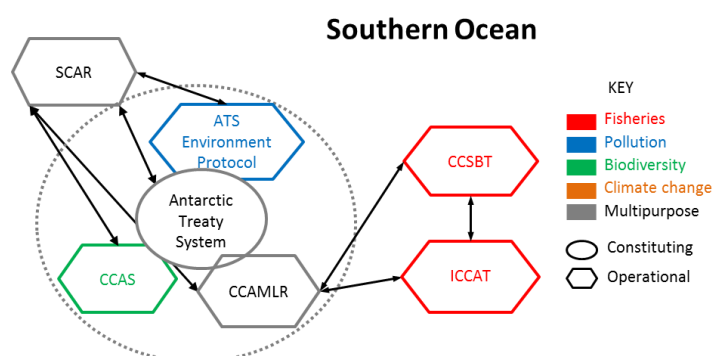 Southern Ocean
SCAR
ATS
Environment
Protocol
Antarctic
Treaty
System
CCAS
CCAMLR
CCSBT
ICCAT
KEY
Fisheries
Pollution
Biodiversity
Climate change
Multipurpose
Constituting
Operational